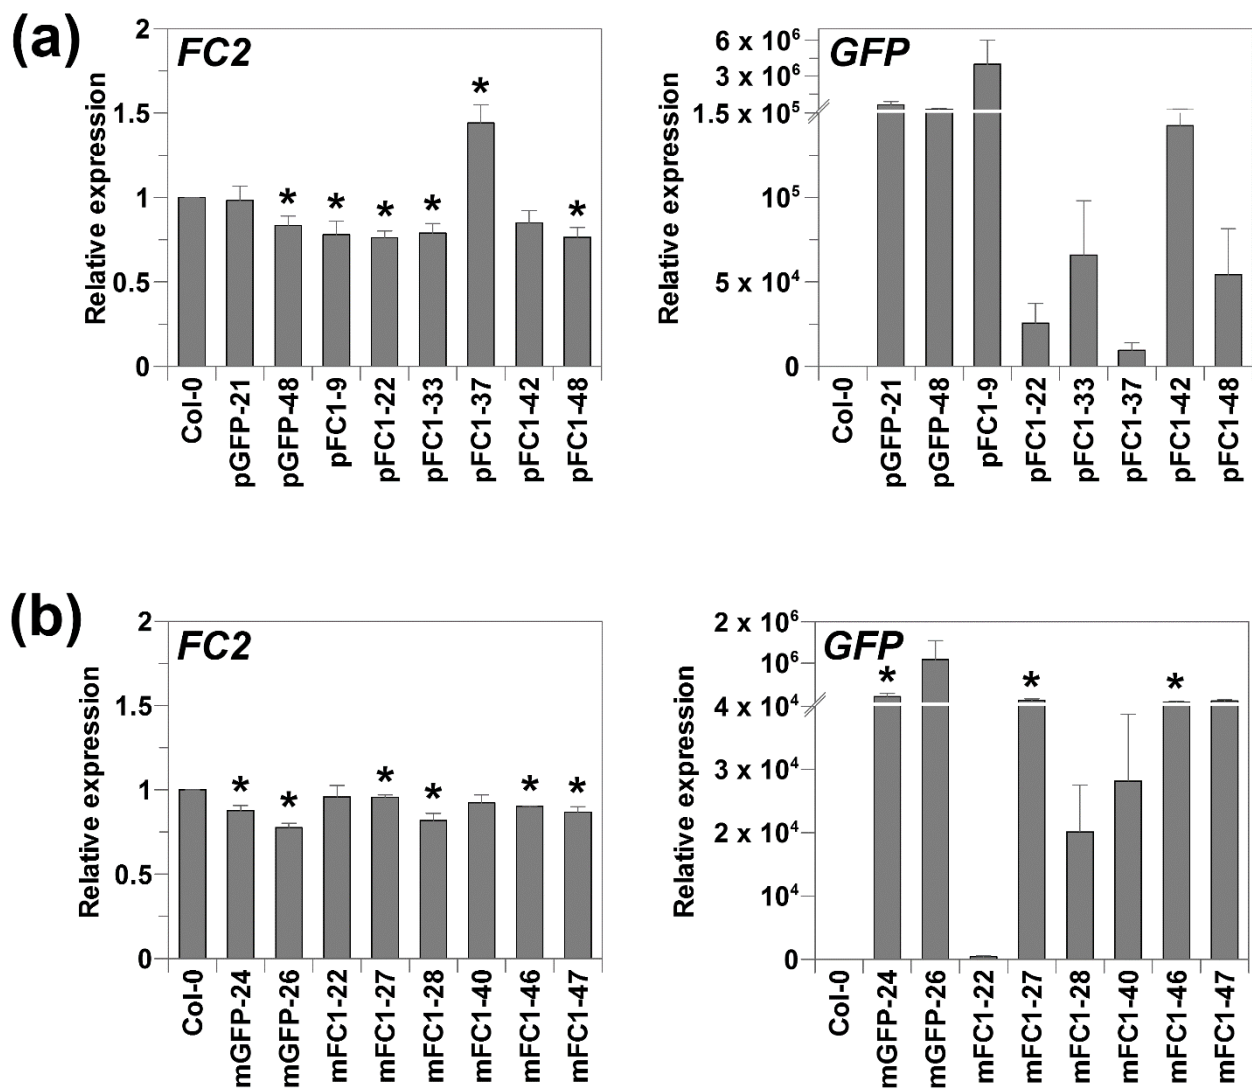 (a)
FC2
Relative expression
2
1.5
1
0.5
0
*
*
*
*
*
*
*
Col-0
pGFP-21
pGFP-48
pFC1-9
pFC1-22
pFC1-33
pFC1-37
pFC1-42
pFC1-48
GFP
Relative expression
6 x 10⁶
3 x 10⁶
1.5 x 10⁵
10⁵
5 x 10⁴
0
Col-0
pGFP-21
pGFP-48
pFC1-9
pFC1-22
pFC1-33
pFC1-37
pFC1-42
pFC1-48
(b)
FC2
Relative expression
2
1.5
1
0.5
0
*
*
*
*
*
*
Col-0
mGFP-24
mGFP-26
mFC1-22
mFC1-27
mFC1-28
mFC1-40
mFC1-46
mFC1-47
GFP
Relative expression
2 x 10⁶
10⁶
4 x 10⁴
3 x 10⁴
2 x 10⁴
10⁴
0
*
*
*
Col-0
mGFP-24
mGFP-26
mFC1-22
mFC1-27
mFC1-28
mFC1-40
mFC1-46
mFC1-47